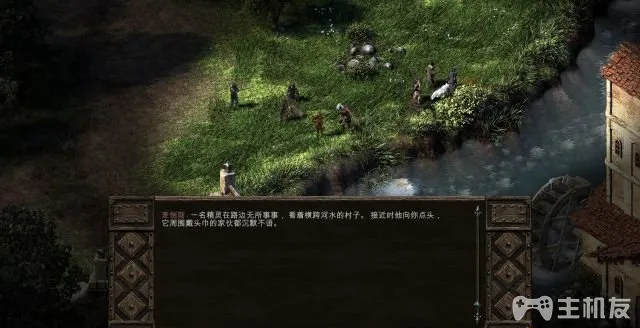 一名精灵在路边无所事事，看着横跨河水的村子。接近时他向你点头，
它周围戴头巾的家伙都沉默不语。
主机友